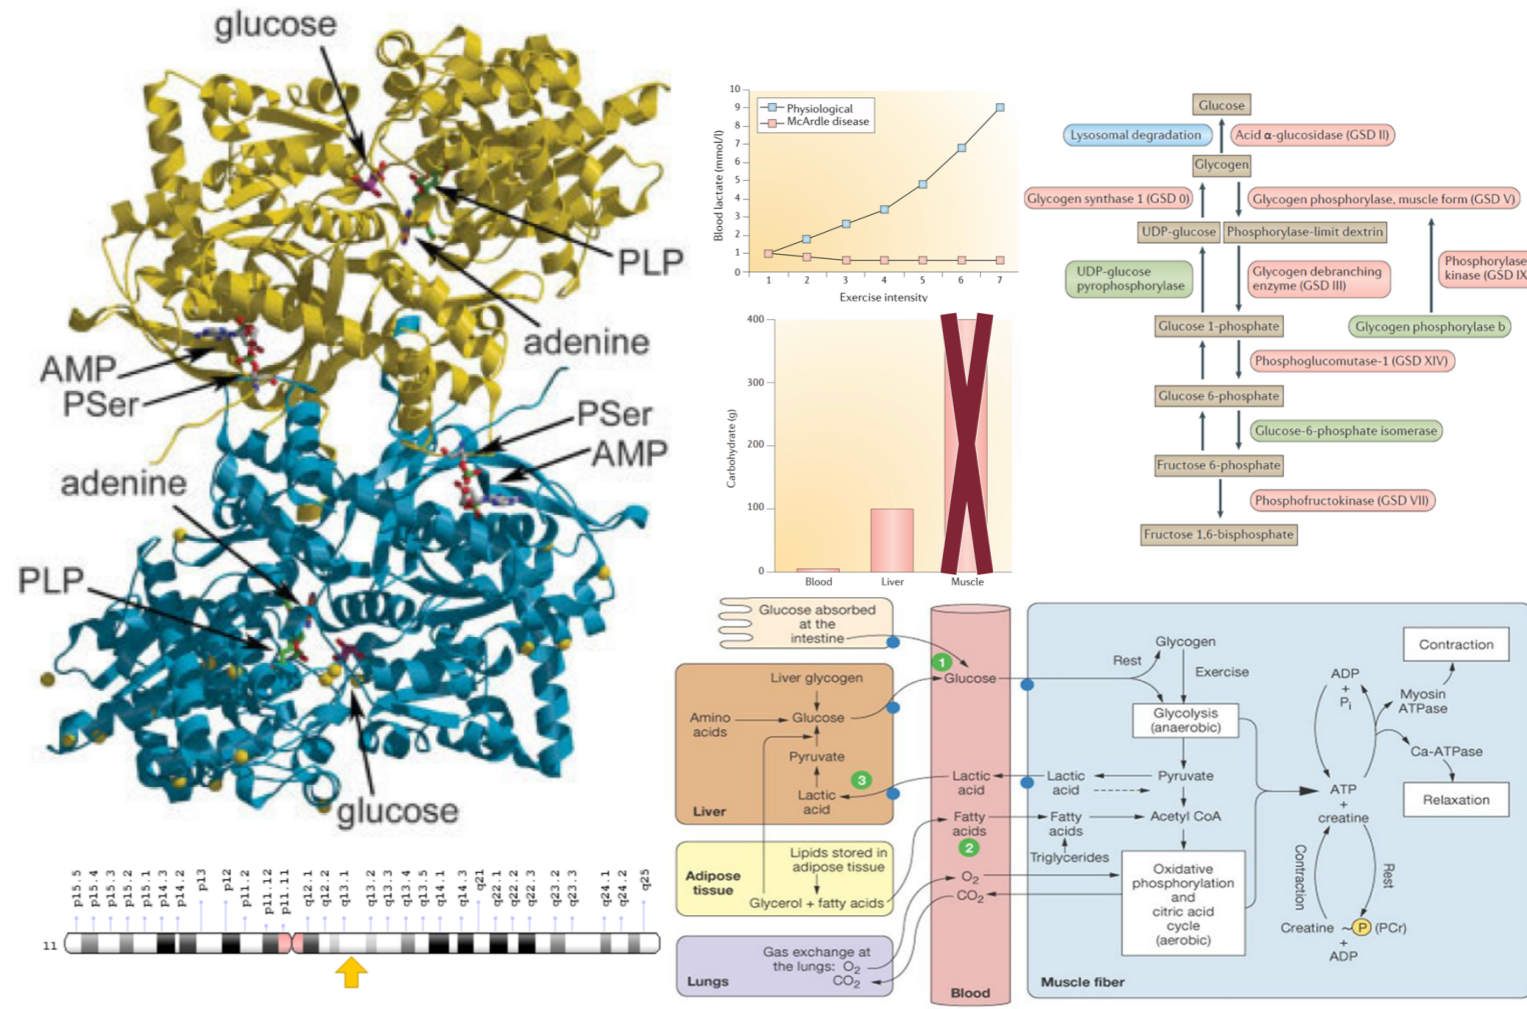 glucose
PLP
adenine
AMP
PSer
PSer
AMP
adenine
PLP
glucose
p15.5
p15.4
p15.3
p15.2
p15.1
p14.3
p14.2
p13
p12
p11.2
p11.12
p11.11
q12.1
q12.2
q13.1
q13.2
q13.3
q13.4
q13.5
q14.1
q14.3
q21
q22.1
q22.2
q22.3
q23.2
q23.3
q24.1
q24.2
q25
11
Blood lactate (mmol/l)
10
9
8
7
6
5
4
3
2
1
0
Physiological
McArdle disease
1 2 3 4 5 6 7
Exercise intensity
Carbohydrate (g)
400
300
200
100
0
Blood Liver Muscle
Glucose
Lysosomal degradation
Acid α-glucosidase (GSD II)
Glycogen
Glycogen synthase 1 (GSD 0)
Glycogen phosphorylase, muscle form (GSD V)
UDP-glucose
Phosphorylase-limit dextrin
UDP-glucose
pyrophosphorylase
Glycogen debranching
enzyme (GSD III)
Phosphorylase
kinase (GSD IX
Glucose 1-phosphate
Glycogen phosphorylase b
Phosphoglucomutase-1 (GSD XIV)
Glucose 6-phosphate
Glucose-6-phosphate isomerase
Fructose 6-phosphate
Phosphofructokinase (GSD VII)
Fructose 1,6-bisphosphate
Glucose absorbed
at the
intestine
Liver glycogen
Amino
acids
Glucose
Pyruvate
Lactic
acid
3
Liver
Lipids stored in
adipose tissue
Adipose
tissue
Glycerol + fatty acids
Gas exchange at
the lungs: O2
CO2
Lungs
1
Glucose
Lactic
acid
Fatty
acids
2
O2
CO2
Blood
Glycogen
Rest
Exercise
Glycolysis
(anaerobic)
Lactic
acid
Pyruvate
Fatty
acids
Acetyl CoA
Triglycerides
Oxidative
phosphorylation
and
citric acid
cycle
(aerobic)
Muscle fiber
Contraction
ADP
+
Pi
Myosin
ATPase
Ca-ATPase
Relaxation
ATP
+
creatine
Contraction
Rest
Creatine ~ P (PCr)
+
ADP